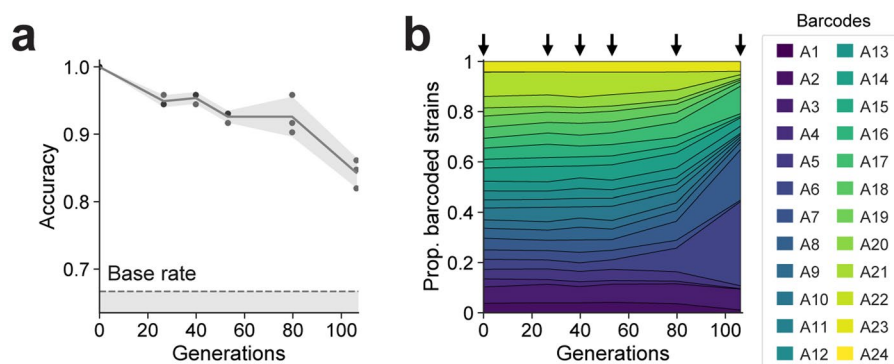 a
Accuracy
1.0
0.9
0.8
0.7
Base rate
0
20
40
60
80
100
Generations
b
Prop. barcoded strains
1
0.8
0.6
0.4
0.2
0
0
20
40
60
80
100
Generations
Barcodes
A1
A2
A3
A4
A5
A6
A7
A8
A9
A10
A11
A12
A13
A14
A15
A16
A17
A18
A19
A20
A21
A22
A23
A24